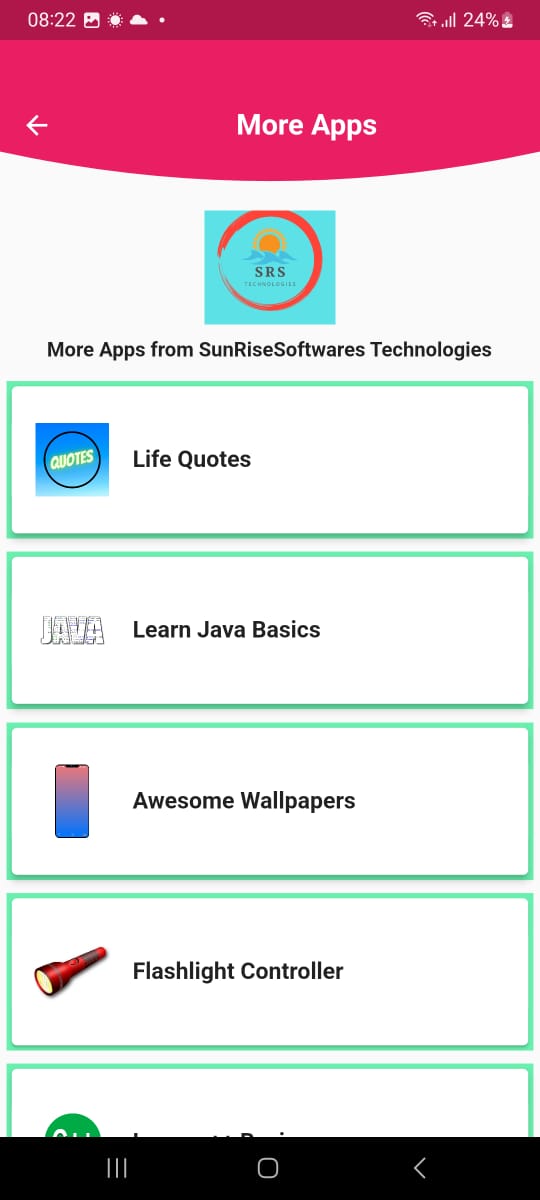 08:22
24%
More Apps
SRS
TECHNOLOGIES
More Apps from SunRiseSoftwares Technologies
QUOTES
Life Quotes
JAVA
Learn Java Basics
Awesome Wallpapers
Flashlight Controller